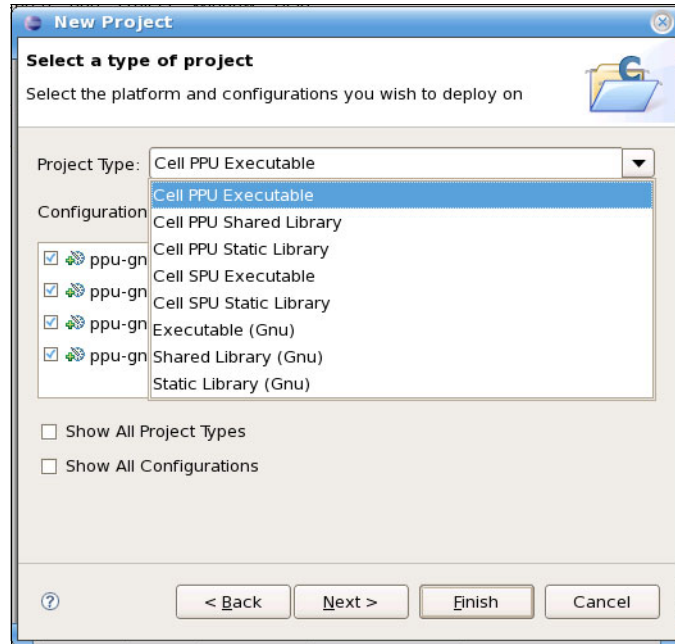 New Project
Select a type of project
Select the platform and configurations you wish to deploy on
Project Type: Cell PPU Executable
Cell PPU Executable
Configuration Cell PPU Shared Library
Cell PPU Static Library
ppu-gn
Cell SPU Executable
ppu-gn Cell SPU Static Library
ppu-gn Executable (Gnu)
ppu-gn Shared Library (Gnu)
Static Library (Gnu)
Show All Project Types
Show All Configurations
< Back Next > Finish Cancel